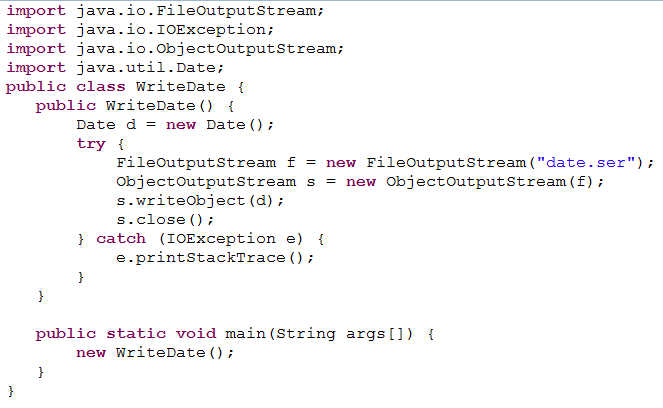 import java.io.FileOutputStream;
import java.io.IOException;
import java.io.ObjectOutputStream;
import java.util.Date;
public class WriteDate {
   public WriteDate() {
       Date d = new Date();
       try {
           FileOutputStream f = new FileOutputStream("date.ser");
           ObjectOutputStream s = new ObjectOutputStream(f);
           s.writeObject(d);
           s.close();
       } catch (IOException e) {
           e.printStackTrace();
       }
   }

   public static void main(String args[]) {
       new WriteDate();
   }
}